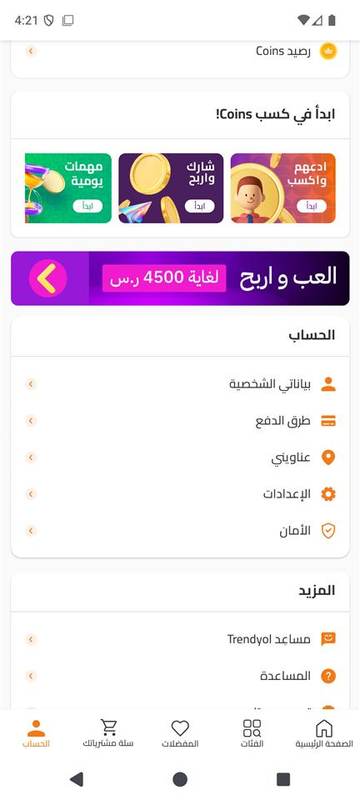 4:21
رصيد Coins
ابدأ في كسب Coins!
ادعهم
واكسب
ابدأ
شارك
واربح
ابدأ
مهمات
يومية
ابدأ
العب و اربح
لغاية 4500 ر.س
الحساب
بياناتي الشخصية
طرق الدفع
عناويني
الإعدادات
الأمان
المزيد
مساعد Trendyol
المساعدة
الصفحة الرئيسية
الفئات
المفضلات
سلة مشترياتك
الحساب